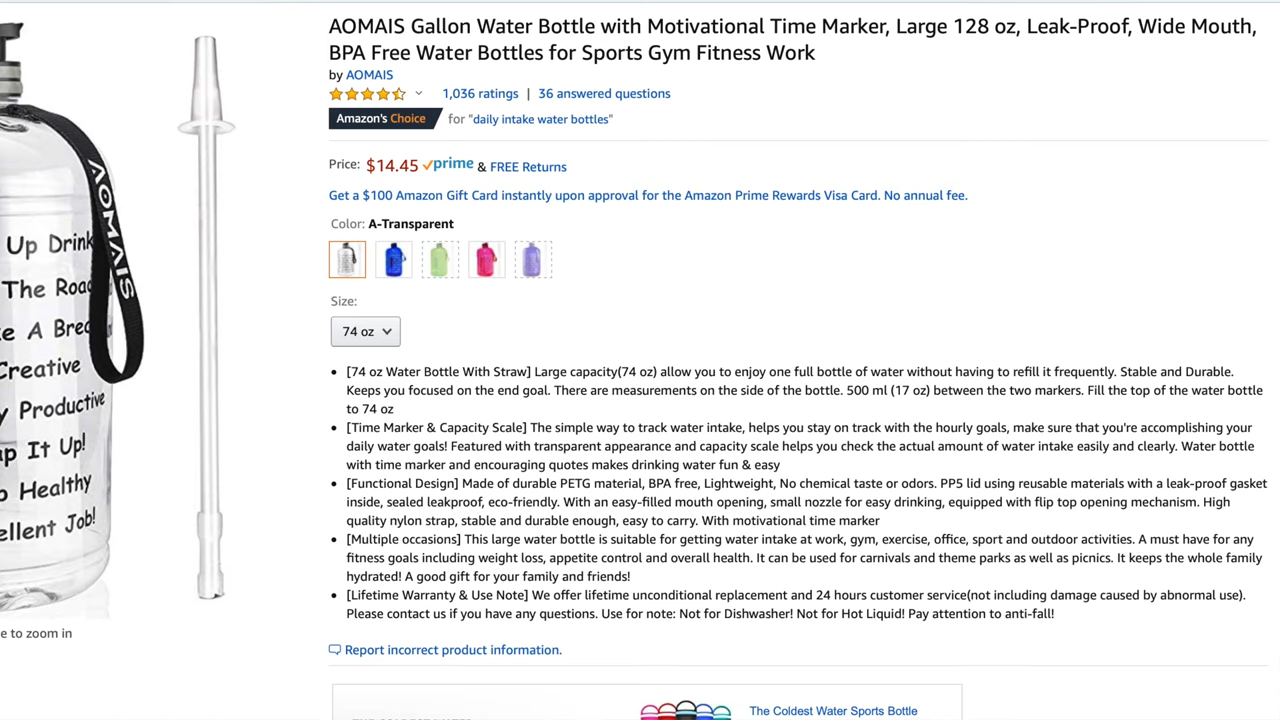 AOMAIS Gallon Water Bottle with Motivational Time Marker, Large 128 oz, Leak-Proof, Wide Mouth,
BPA Free Water Bottles for Sports Gym Fitness Work
by AOMAIS
1,036 ratings | 36 answered questions
Amazon's Choice for "daily intake water bottles"
Price: $14.45 prime & FREE Returns
Get a $100 Amazon Gift Card instantly upon approval for the Amazon Prime Rewards Visa Card. No annual fee.
Color: A-Transparent
Size:
74 oz
• [74 oz Water Bottle With Straw] Large capacity(74 oz) allow you to enjoy one full bottle of water without having to refill it frequently. Stable and Durable.
Keeps you focused on the end goal. There are measurements on the side of the bottle. 500 ml (17 oz) between the two markers. Fill the top of the water bottle
to 74 oz
• [Time Marker & Capacity Scale] The simple way to track water intake, helps you stay on track with the hourly goals, make sure that you're accomplishing your
daily water goals! Featured with transparent appearance and capacity scale helps you check the actual amount of water intake easily and clearly. Water bottle
with time marker and encouraging quotes makes drinking water fun & easy
• [Functional Design] Made of durable PETG material, BPA free, Lightweight, No chemical taste or odors. PP5 lid using reusable materials with a leak-proof gasket
inside, sealed leakproof, eco-friendly. With an easy-filled mouth opening, small nozzle for easy drinking, equipped with flip top opening mechanism. High
quality nylon strap, stable and durable enough, easy to carry. With motivational time marker
• [Multiple occasions] This large water bottle is suitable for getting water intake at work, gym, exercise, office, sport and outdoor activities. A must have for any
fitness goals including weight loss, appetite control and overall health. It can be used for carnivals and theme parks as well as picnics. It keeps the whole family
hydrated! A good gift for your family and friends!
• [Lifetime Warranty & Use Note] We offer lifetime unconditional replacement and 24 hours customer service(not including damage caused by abnormal use).
Please contact us if you have any questions. Use for note: Not for Dishwasher! Not for Hot Liquid! Pay attention to anti-fall!
Report incorrect product information.
The Coldest Water Sports Bottle
AOMAIS
Up Drink
The Road
A
Creative
Productive
It Up!
Healthy
Job!
e to zoom in